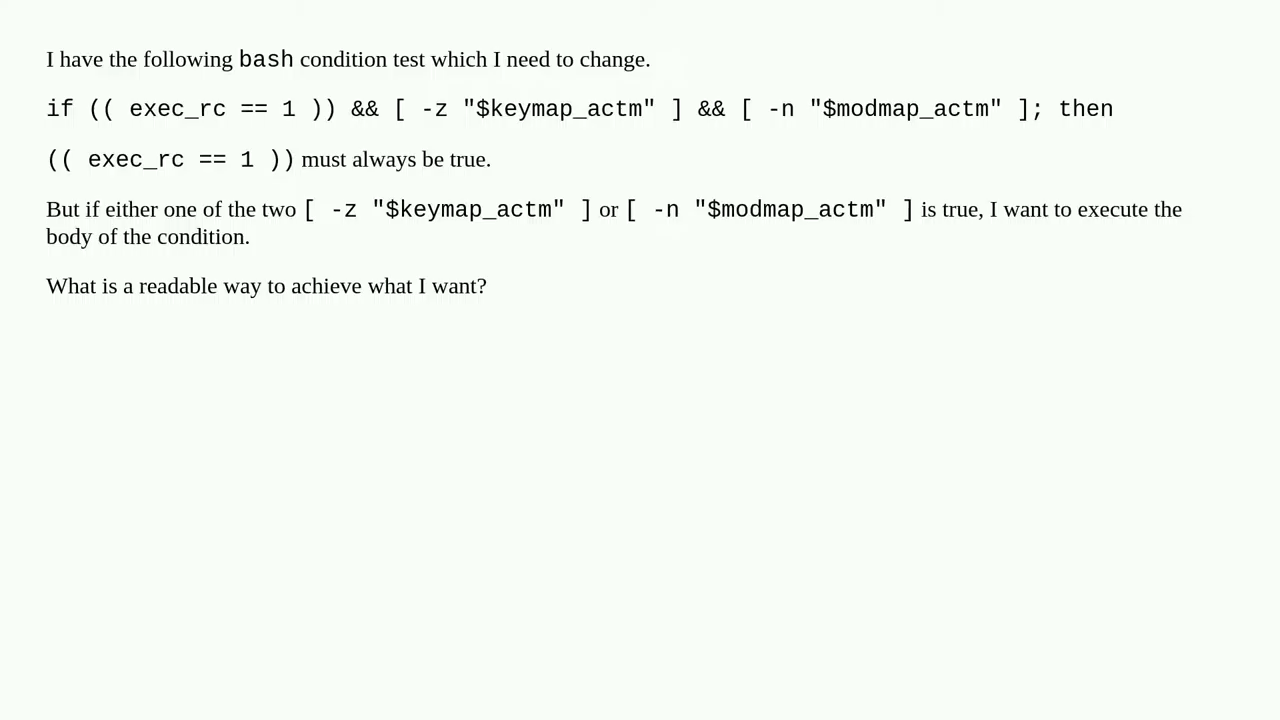 I have the following bash condition test which I need to change.
if (( exec_rc == 1 )) && [ -z "$keymap_actm" ] && [ -n "$modmap_actm" ]; then
(( exec_rc == 1 )) must always be true.
But if either one of the two [ -z "$keymap_actm" ] or [ -n "$modmap_actm" ] is true, I want to execute the
body of the condition.
What is a readable way to achieve what I want?